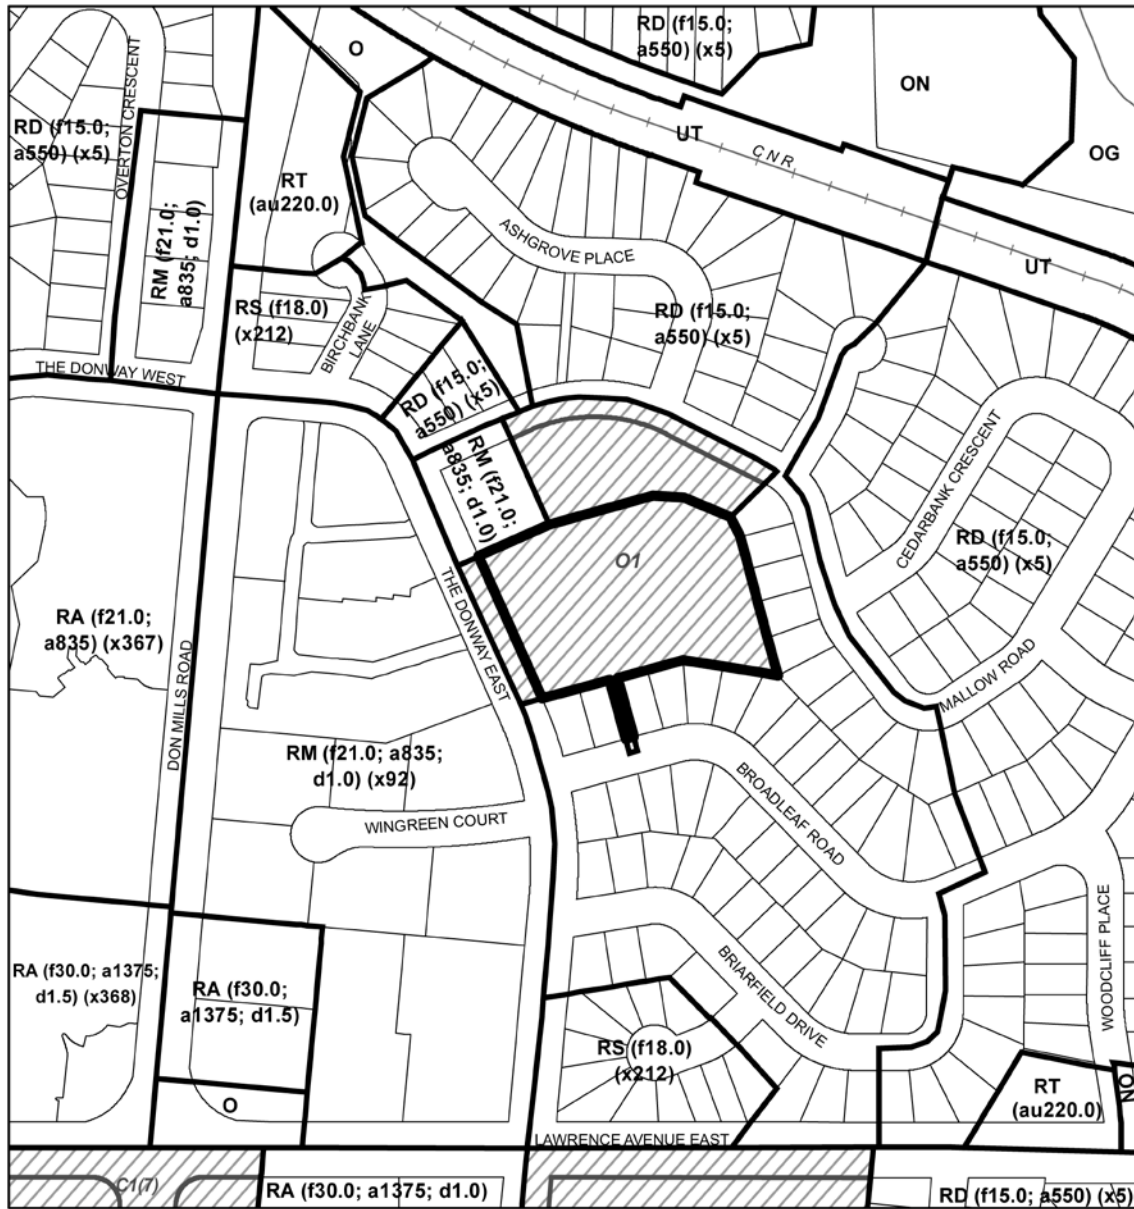 RD (f15.0;
a550) (x5)
O
ON
OVERTON CRESCENT
RD (f15.0;
a550) (x5)
UT
CNR
OG
RT
(au220.0)
RM (f21.0;
a835; d1.0)
ASHGROVE PLACE
UT
RS (f18.0)
(x212)
BIRCHBANK
LANE
RD (f15.0;
a550) (x5)
THE DONWAY WEST
RD (f15.0;
a550) (x5)
RM (f21.0;
a835; d1.0)
CEDARBANK CRESCENT
RD (f15.0;
a550) (x5)
O1
THE DONWAY EAST
RA (f21.0;
a835) (x367)
DON MILLS ROAD
MALLOW ROAD
RM (f21.0; a835;
d1.0) (x92)
BROADLEAF ROAD
WINGREEN COURT
WOODCLIFF PLACE
RA (f30.0; a1375;
d1.5) (x368)
RA (f30.0;
a1375; d1.5)
BRIARFIELD DRIVE
RS (f18.0)
(x212)
RT
(au220.0)
ON
O
LAWRENCE AVENUE EAST
C1(7)
RA (f30.0; a1375; d1.0)
RD (f15.0; a550) (x5)